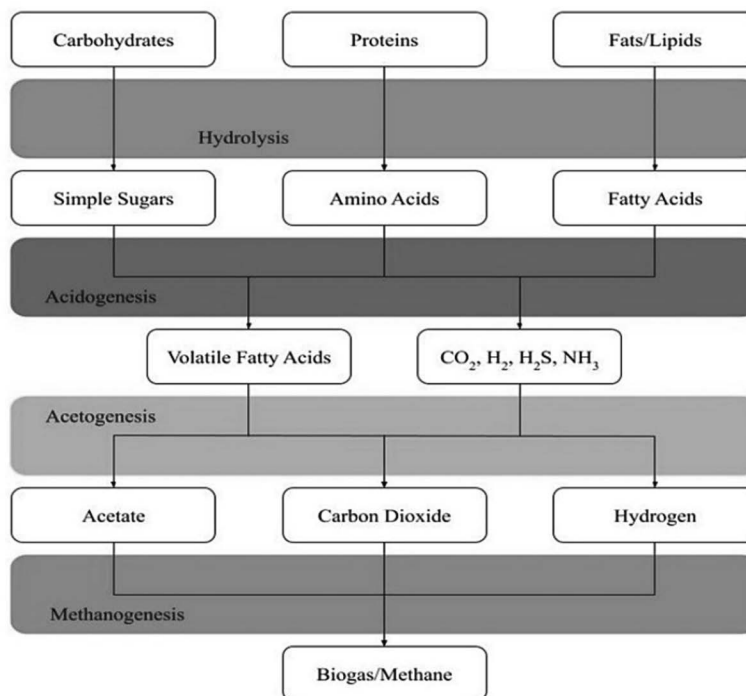 Carbohydrates
Proteins
Fats/Lipids
Hydrolysis
Simple Sugars
Amino Acids
Fatty Acids
Acidogenesis
Volatile Fatty Acids
CO₂, H₂, H₂S, NH₃
Acetogenesis
Acetate
Carbon Dioxide
Hydrogen
Methanogenesis
Biogas/Methane